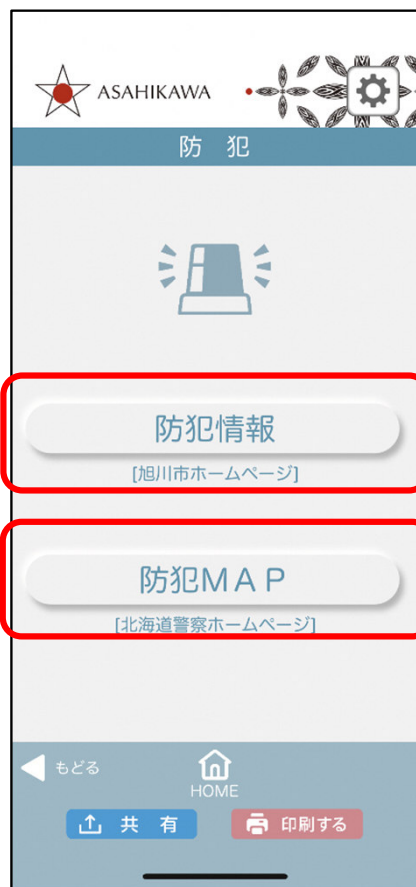 ASAHIKAWA
防 犯
防犯情報
[旭川市ホームページ]
防犯MAP
[北海道警察ホームページ]
もどる
HOME
共 有
印刷する